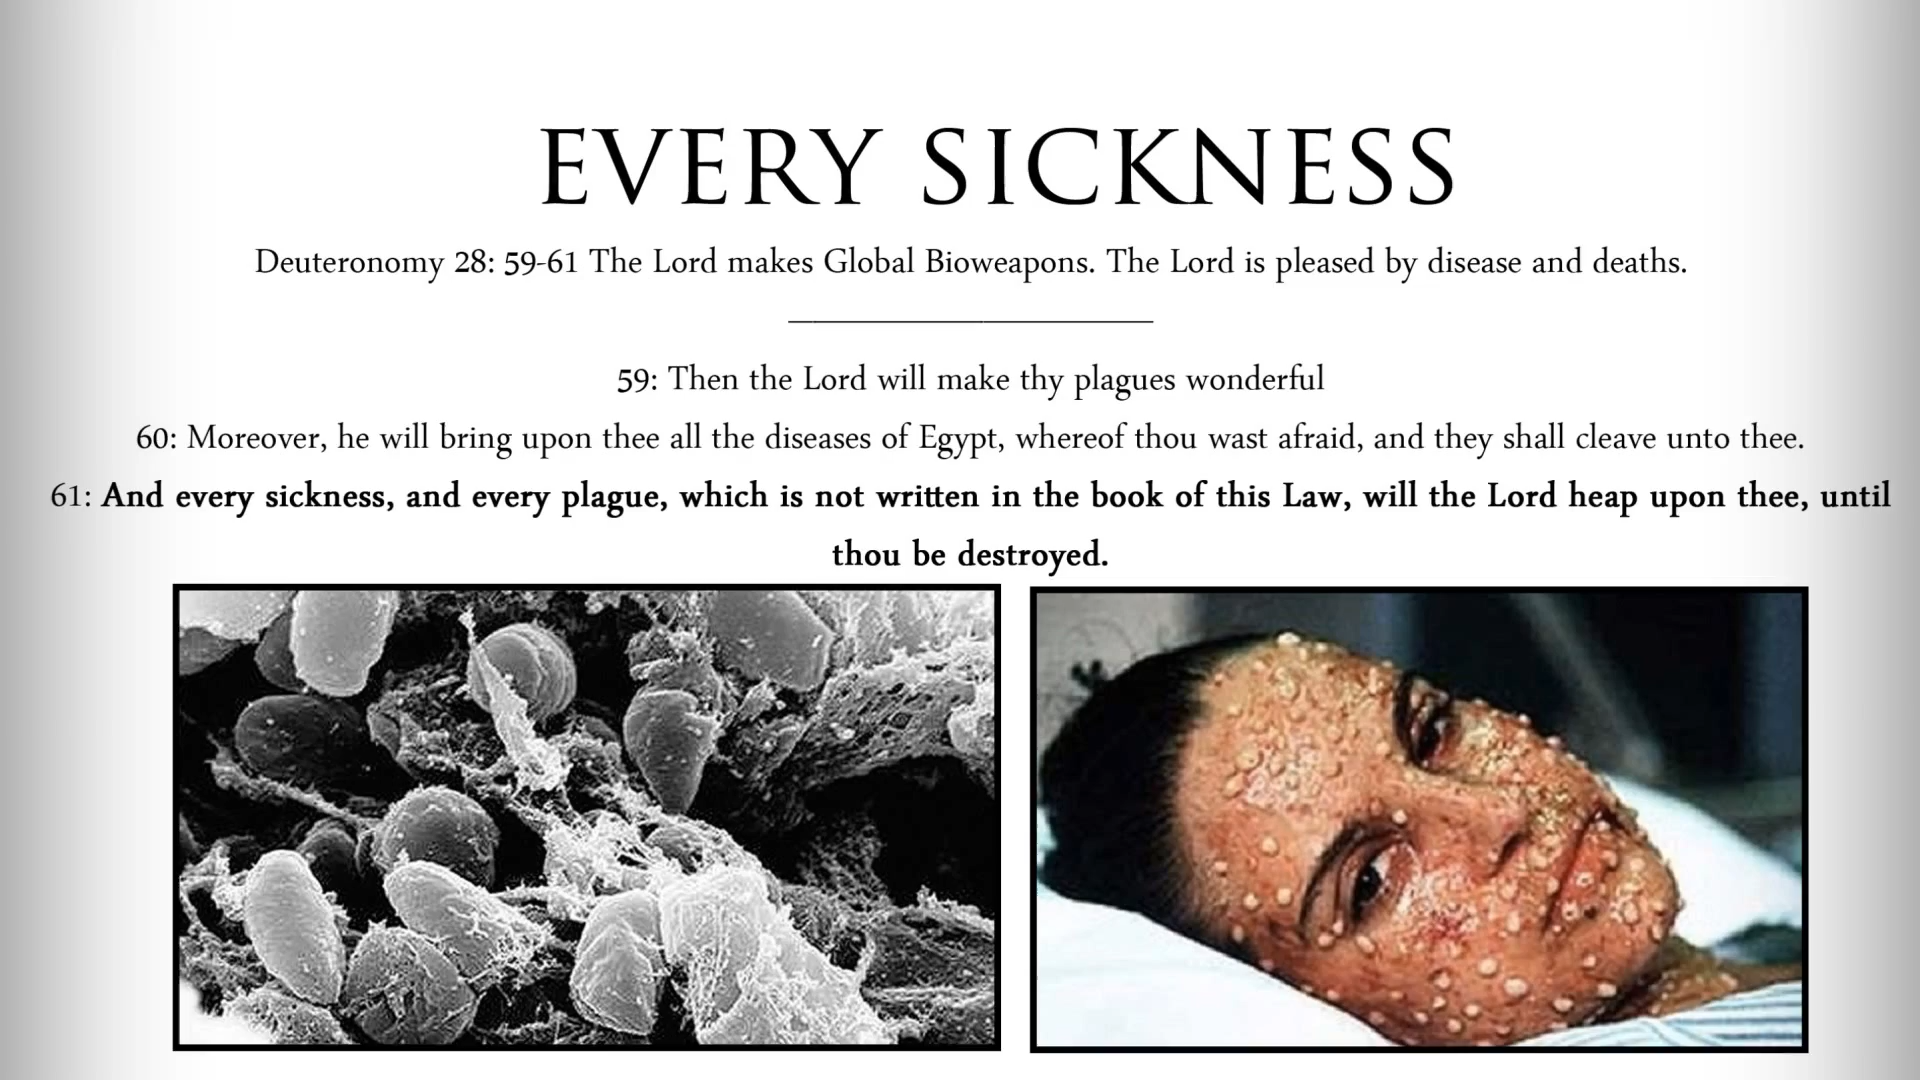 EVERY SICKNESS
Deuteronomy 28: 59-61 The Lord makes Global Bioweapons. The Lord is pleased by disease and deaths.
59: Then the Lord will make thy plagues wonderful
60: Moreover, he will bring upon thee all the diseases of Egypt, whereof thou wast afraid, and they shall cleave unto thee.
61: And every sickness, and every plague, which is not written in the book of this Law, will the Lord heap upon thee, until
thou be destroyed.